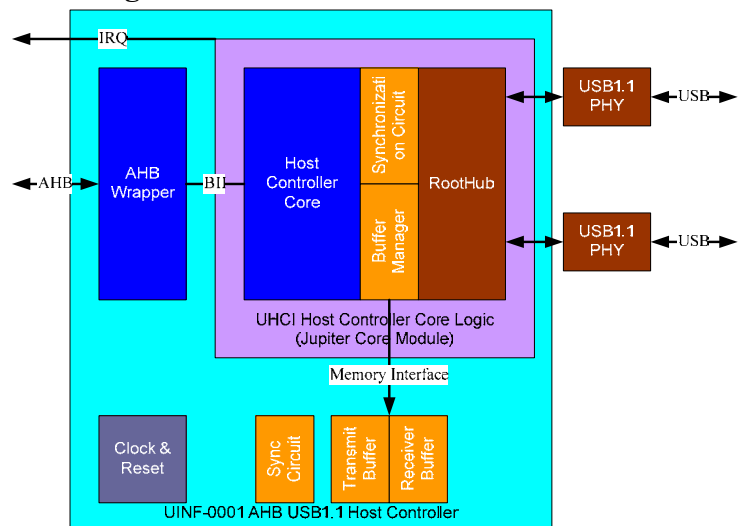 IRQ
USB1.1
PHY
USB
Synchronizati
on Circuit
AHB
AHB
Wrapper
BII
Host
Controller
Core
RootHub
Buffer
Manager
USB1.1
PHY
USB
UHCI Host Controller Core Logic
(Jupiter Core Module)
Memory Interface
Clock &
Reset
Sync
Circuit
Transmit
Buffer
Receiver
Buffer
UINF-0001 AHB USB1.1 Host Controller